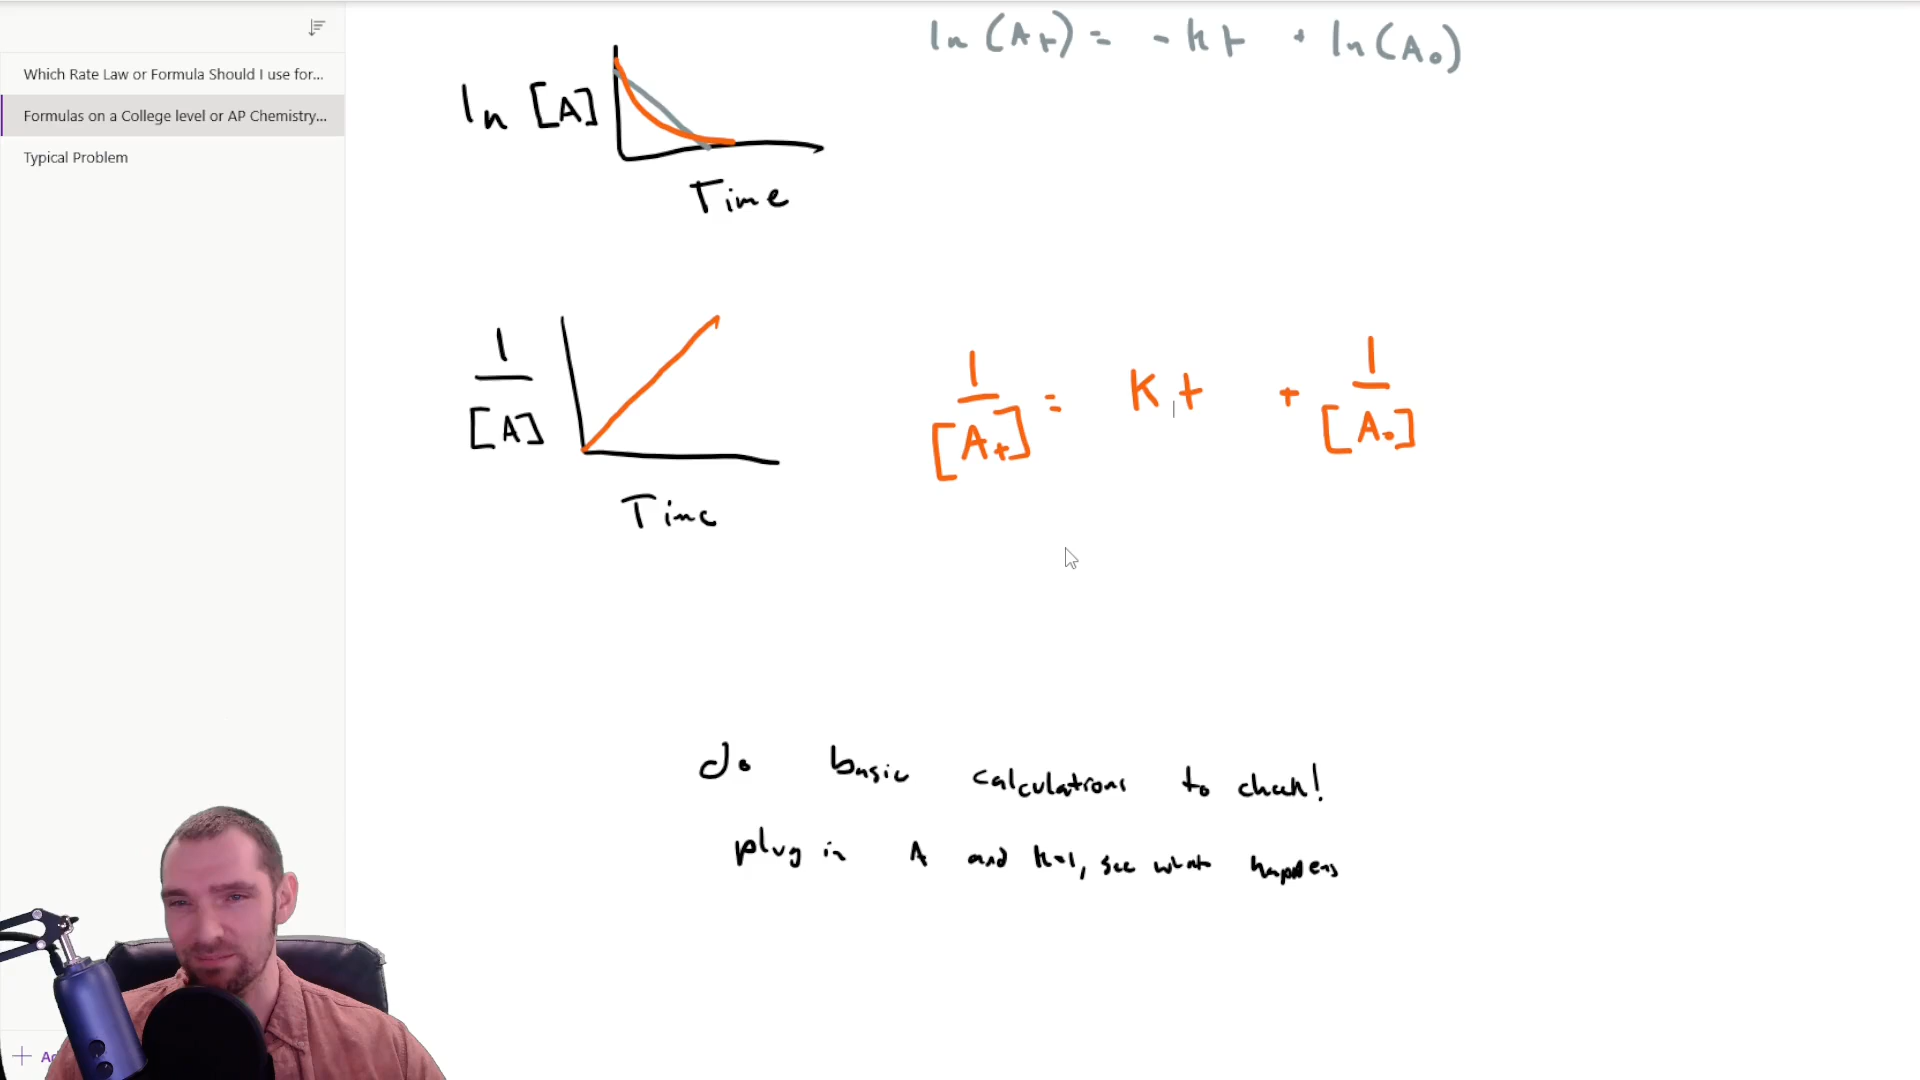 Which Rate Law or Formula Should I use for...
Formulas on a College level or AP Chemistry...
Typical Problem
ln (At) = - kt + ln(A₀)
ln [A]
Time
1
[A]
Time
1/[At] = Kt + 1/[A₀]
do basic calculations to check!
plug in A and k=1, see what happens
+ Ad